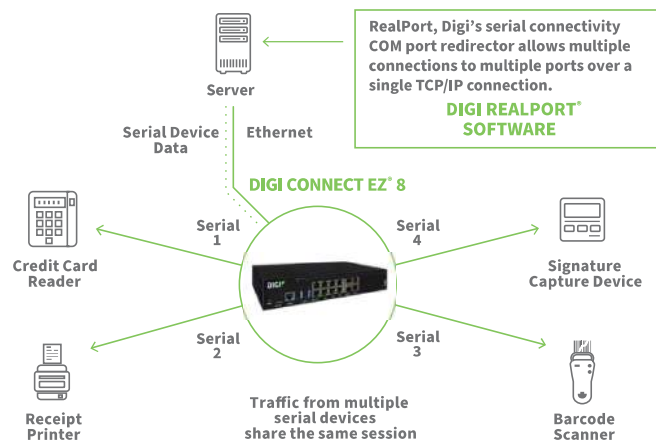 RealPort, Digi's serial connectivity
COM port redirector allows multiple
connections to multiple ports over a
single TCP/IP connection.
DIGI REALPORT®
SOFTWARE
Server
Serial Device
Data
Ethernet
DIGI CONNECT EZ® 8
Serial
1
Serial
4
Credit Card
Reader
Signature
Capture Device
DIGI
Serial
2
Serial
3
Receipt
Printer
Traffic from multiple
serial devices
share the same session
Barcode
Scanner